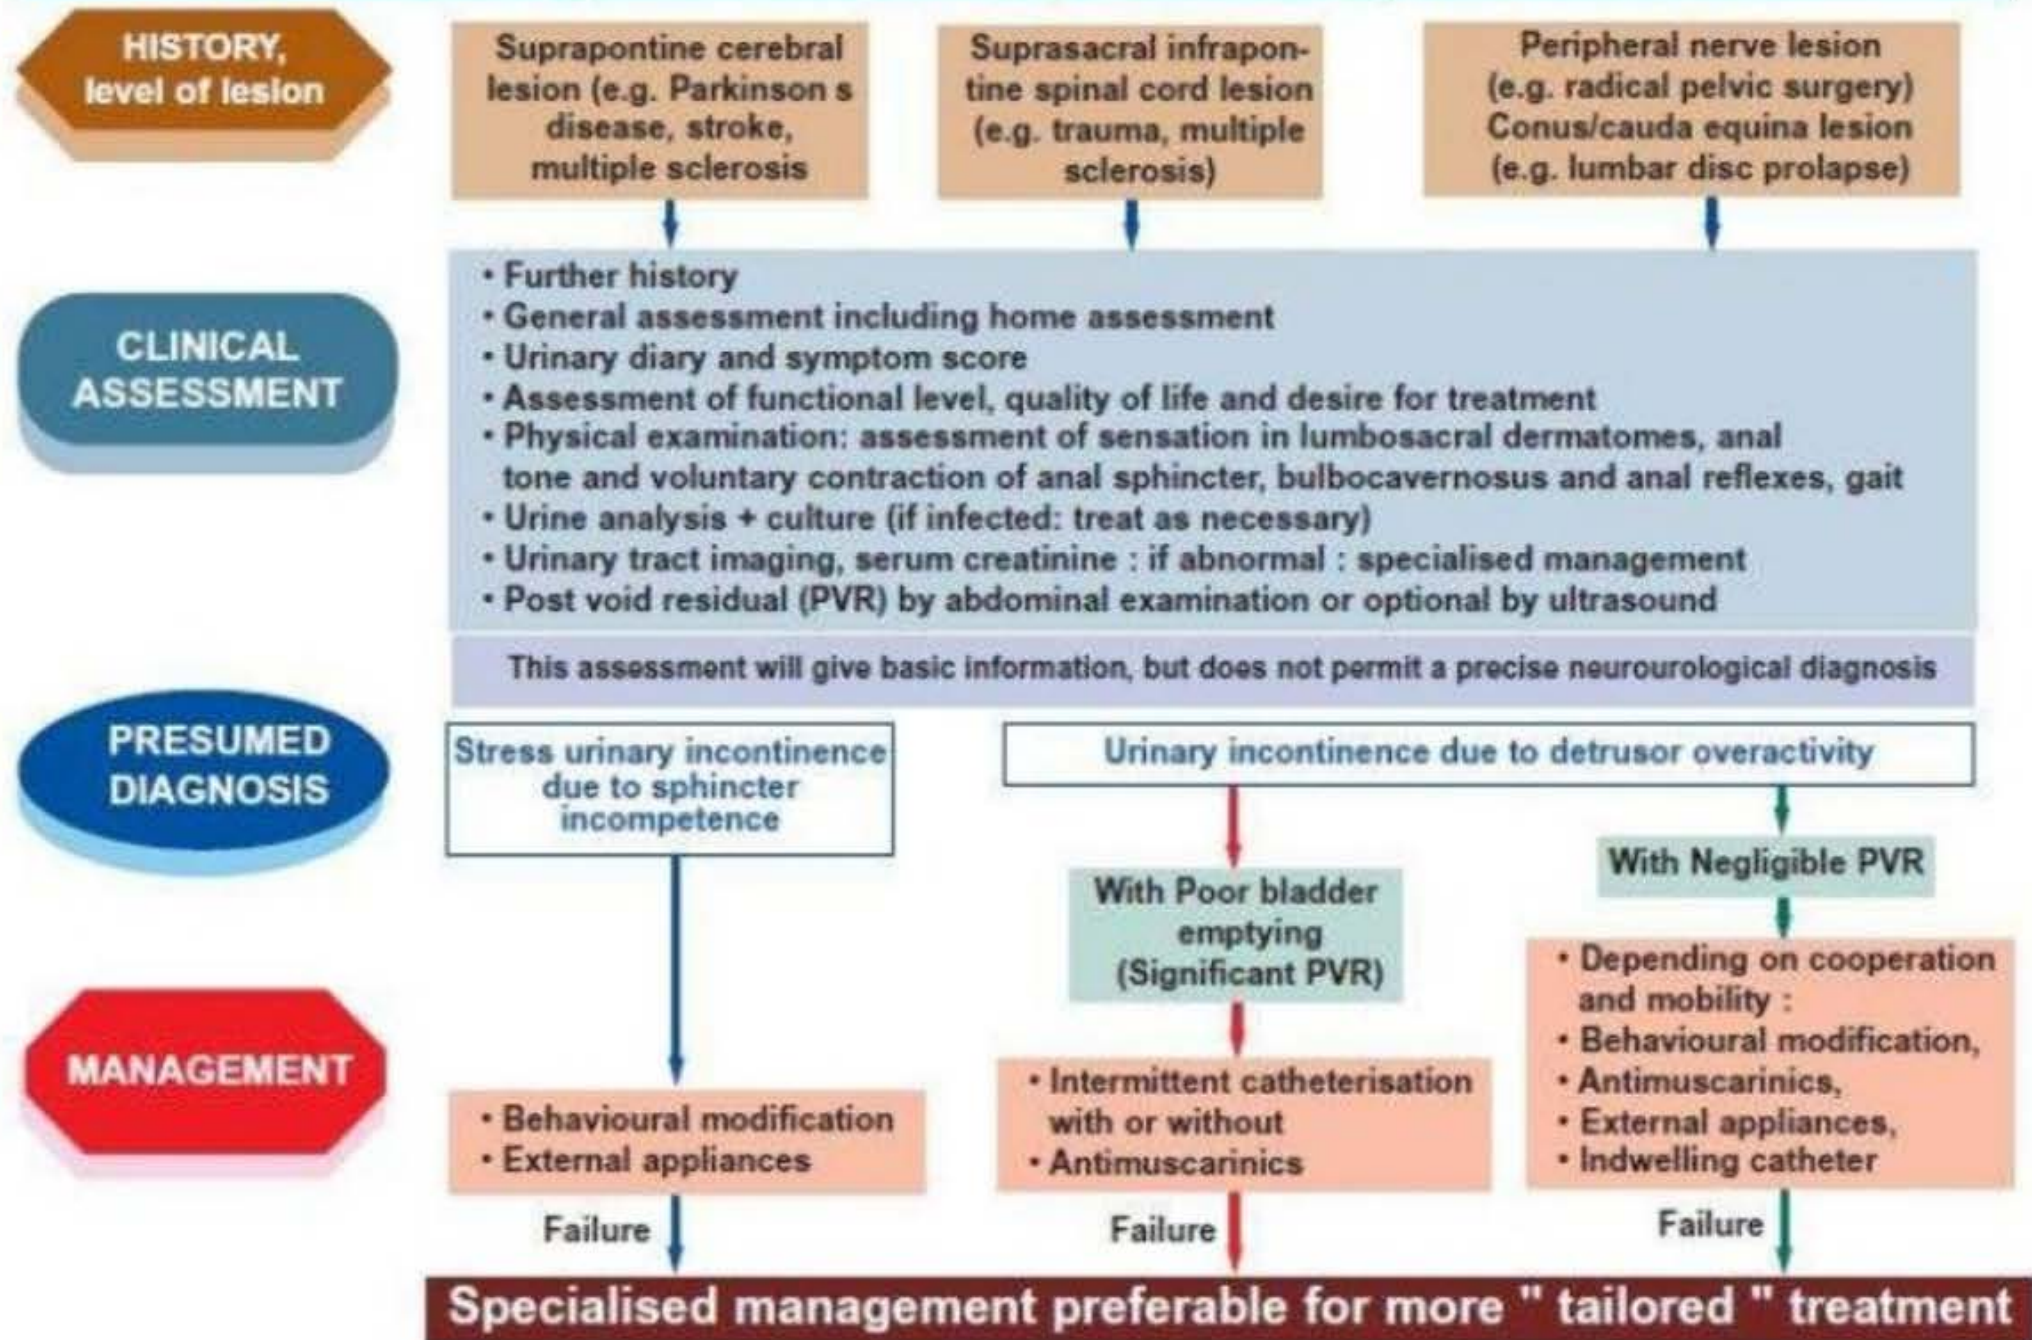 HISTORY,
level of lesion
Suprapontine cerebral
lesion (e.g. Parkinson s
disease, stroke,
multiple sclerosis
Suprasacral infrapon-
tine spinal cord lesion
(e.g. trauma, multiple
sclerosis)
Peripheral nerve lesion
(e.g. radical pelvic surgery)
Conus/cauda equina lesion
(e.g. lumbar disc prolapse)
CLINICAL
ASSESSMENT
• Further history
• General assessment including home assessment
• Urinary diary and symptom score
• Assessment of functional level, quality of life and desire for treatment
• Physical examination: assessment of sensation in lumbosacral dermatomes, anal
tone and voluntary contraction of anal sphincter, bulbocavernosus and anal reflexes, gait
• Urine analysis + culture (if infected: treat as necessary)
• Urinary tract imaging, serum creatinine : if abnormal : specialised management
• Post void residual (PVR) by abdominal examination or optional by ultrasound
This assessment will give basic information, but does not permit a precise neurourological diagnosis
PRESUMED
DIAGNOSIS
Stress urinary incontinence
due to sphincter
incompetence
Urinary incontinence due to detrusor overactivity
With Poor bladder
emptying
(Significant PVR)
With Negligible PVR
MANAGEMENT
• Behavioural modification
• External appliances
• Intermittent catheterisation
with or without
• Antimuscarinics
• Depending on cooperation
and mobility :
• Behavioural modification,
• Antimuscarinics,
• External appliances,
• Indwelling catheter
Failure
Failure
Failure
Specialised management preferable for more " tailored " treatment